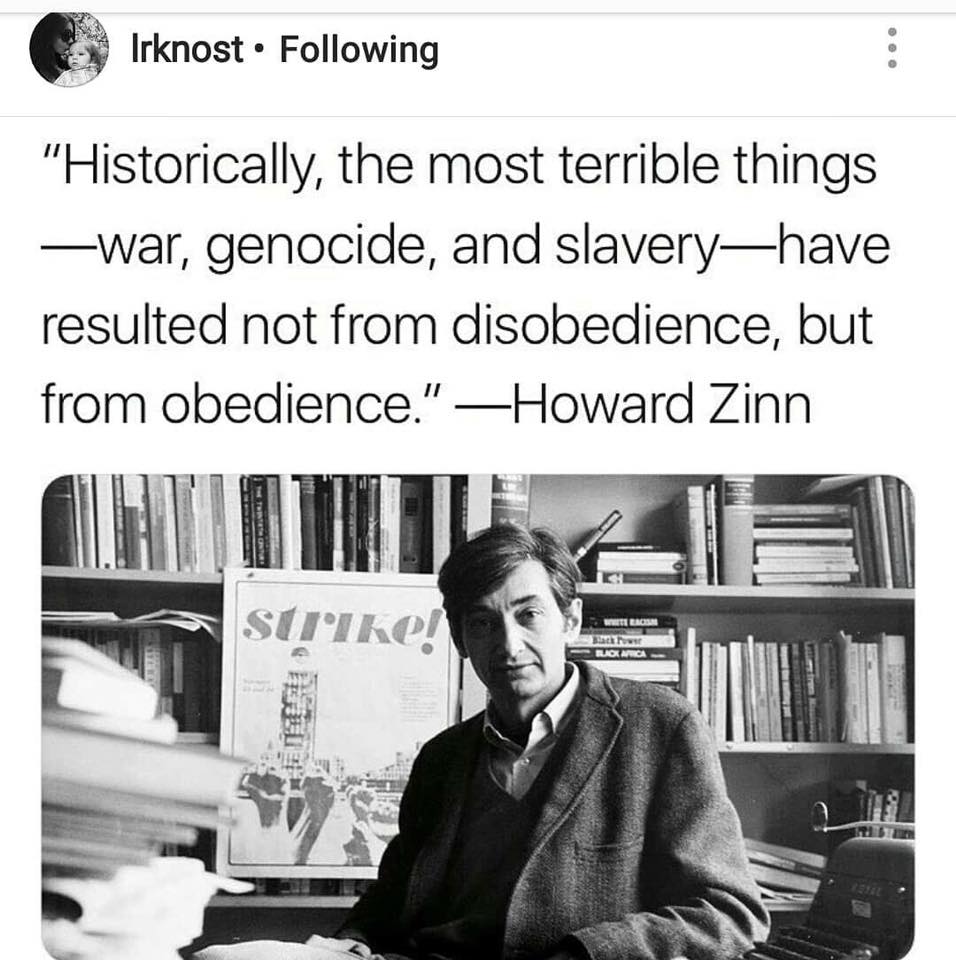 lrknost • Following
"Historically, the most terrible things
—war, genocide, and slavery—have
resulted not from disobedience, but
from obedience." —Howard Zinn
strike!
WHITE RACISM
Black Power
BLACK AFRICA
ROYAL